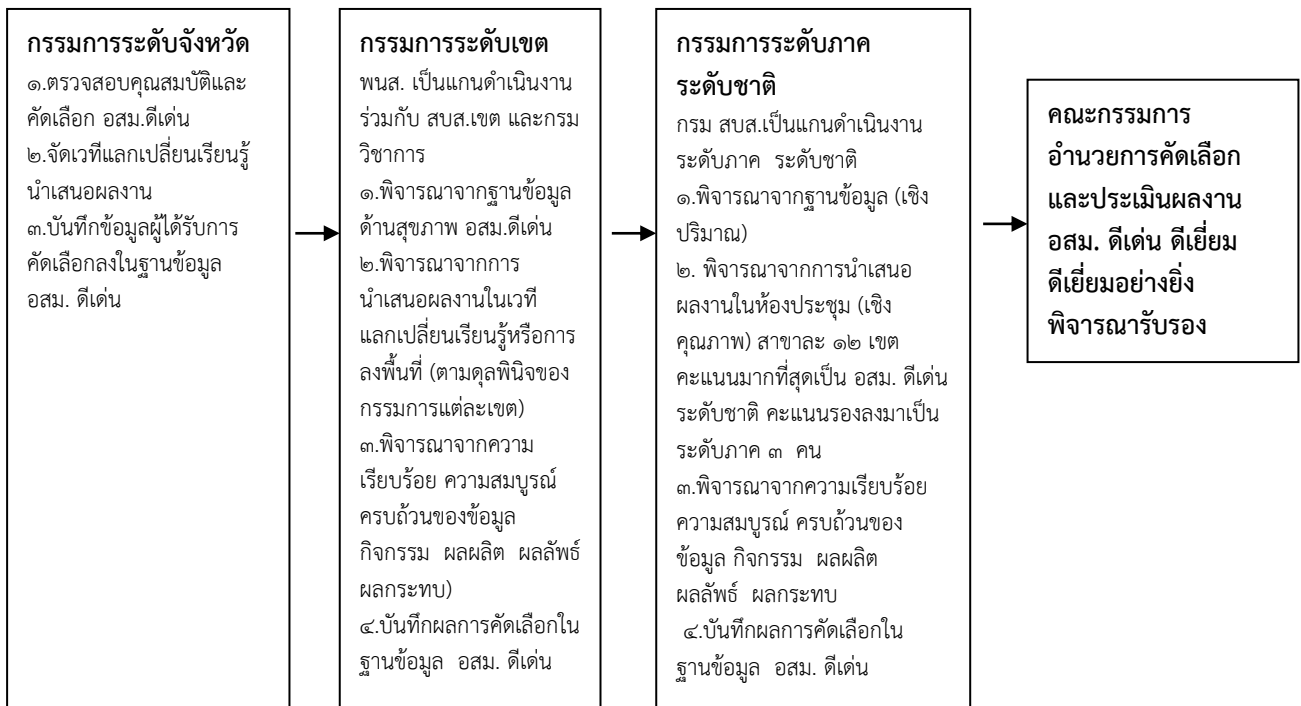 กรรมการระดับจังหวัด
๑.ตรวจสอบคุณสมบัติและ
คัดเลือก อสม.ดีเด่น
๒.จัดเวทีแลกเปลี่ยนเรียนรู้
นำเสนอผลงาน
๓.บันทึกข้อมูลผู้ได้รับการ
คัดเลือกลงในฐานข้อมูล
อสม. ดีเด่น
กรรมการระดับเขต
พนส. เป็นแกนดำเนินงาน
ร่วมกับ สบส.เขต และกรม
วิชาการ
๑.พิจารณาจากฐานข้อมูล
ด้านสุขภาพ อสม.ดีเด่น
๒.พิจารณาจากการ
นำเสนอผลงานในเวที
แลกเปลี่ยนเรียนรู้หรือการ
ลงพื้นที่ (ตามดุลพินิจของ
กรรมการแต่ละเขต)
๓.พิจารณาจากความ
เรียบร้อย ความสมบูรณ์
ครบถ้วนของข้อมูล
กิจกรรม ผลผลิต ผลลัพธ์
ผลกระทบ)
๔.บันทึกผลการคัดเลือกใน
ฐานข้อมูล อสม. ดีเด่น
กรรมการระดับภาค
ระดับชาติ
กรม สบส.เป็นแกนดำเนินงาน
ระดับภาค ระดับชาติ
๑.พิจารณาจากฐานข้อมูล (เชิง
ปริมาณ)
๒. พิจารณาจากการนำเสนอ
ผลงานในห้องประชุม (เชิง
คุณภาพ) สาขาละ ๑๒ เขต
คะแนนมากที่สุดเป็น อสม. ดีเด่น
ระดับชาติ คะแนนรองลงมาเป็น
ระดับภาค ๓ คน
๓.พิจารณาจากความเรียบร้อย
ความสมบูรณ์ ครบถ้วนของ
ข้อมูล กิจกรรม ผลผลิต
ผลลัพธ์ ผลกระทบ
๔.บันทึกผลการคัดเลือกใน
ฐานข้อมูล อสม. ดีเด่น
คณะกรรมการ
อำนวยการคัดเลือก
และประเมินผลงาน
อสม. ดีเด่น ดีเยี่ยม
ดีเยี่ยมอย่างยิ่ง
พิจารณารับรอง